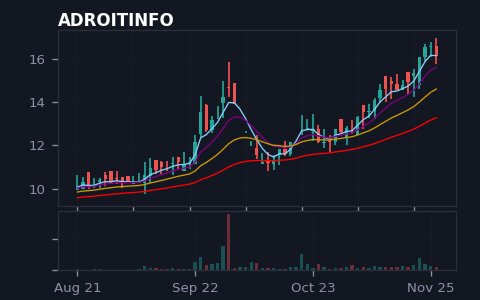 ADROITINFO
16
14
12
10
Aug 21
Sep 22
Oct 23
Nov 25